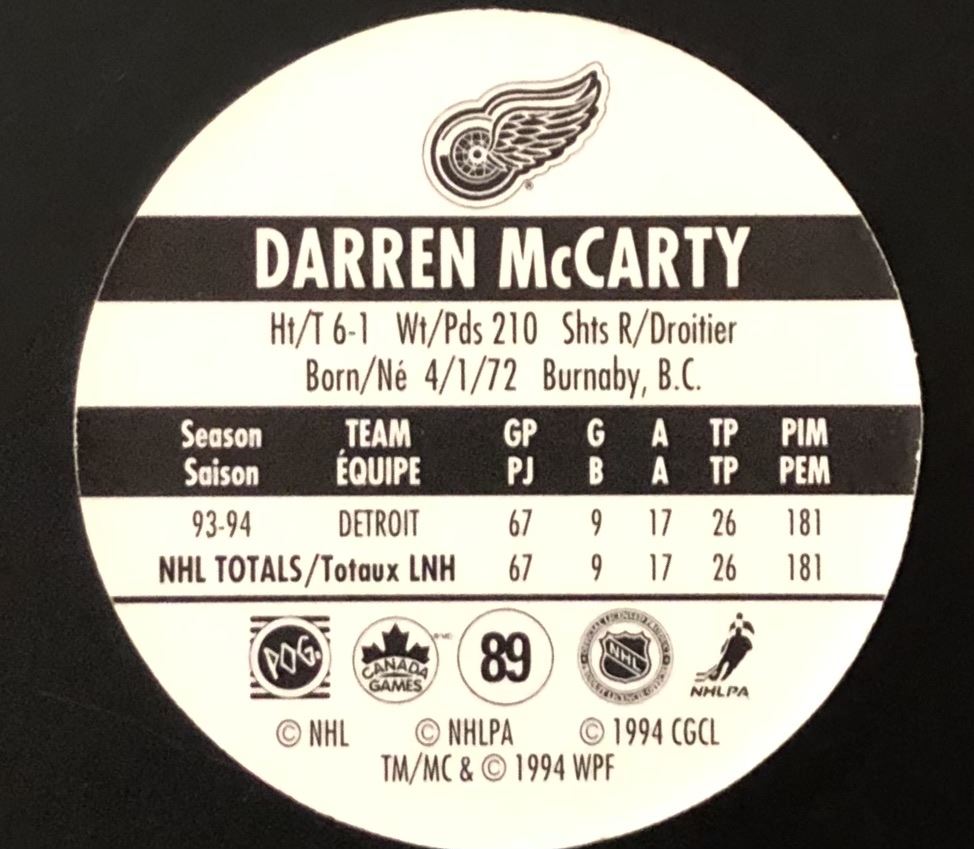 DARREN McCARTY
Ht/T 6-1 Wt/Pds 210 Shts R/Droitier
Born/Né 4/1/72 Burnaby, B.C.
Season TEAM GP G A TP PIM
Saison ÉQUIPE PJ B A TP PEM
93-94 DETROIT 67 9 17 26 181
NHL TOTALS/Totaux LNH 67 9 17 26 181
POG.
CANADA
GAMES
89
NHL
NHLPA
© NHL © NHLPA © 1994 CGCL
TM/MC & © 1994 WPF